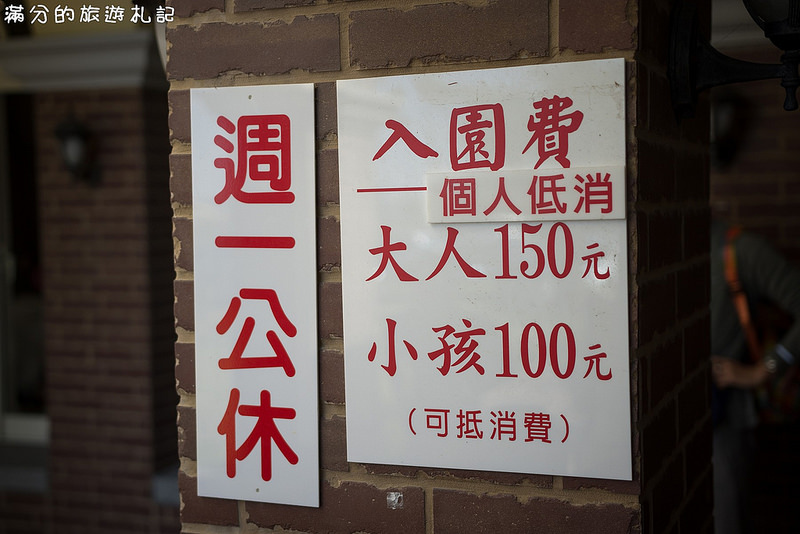 滿分的旅遊札記
週一公休
入園費
個人低消
大人150元
小孩100元
(可抵消費)